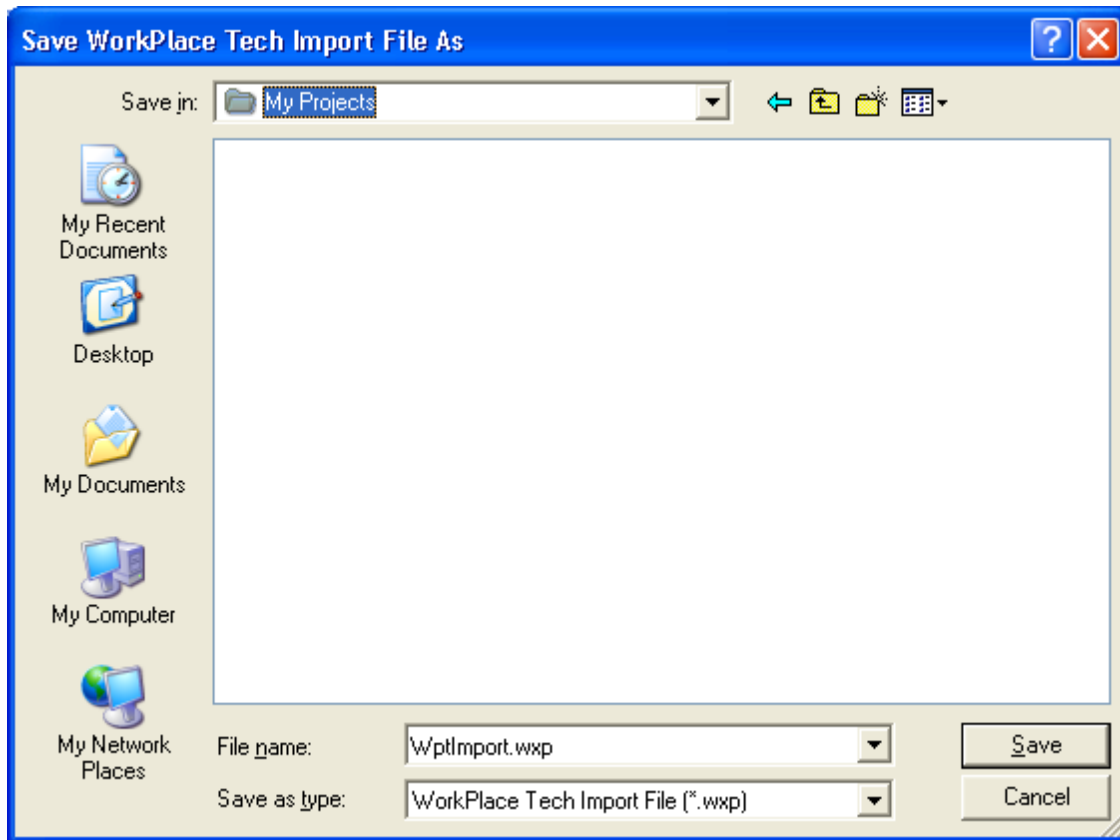 Save WorkPlace Tech Import File As
Save in:
My Projects
My Recent
Documents
Desktop
My Documents
My Computer
My Network
Places
File name:
WptImport.wxp
Save
Save as type:
WorkPlace Tech Import File (*.wxp)
Cancel